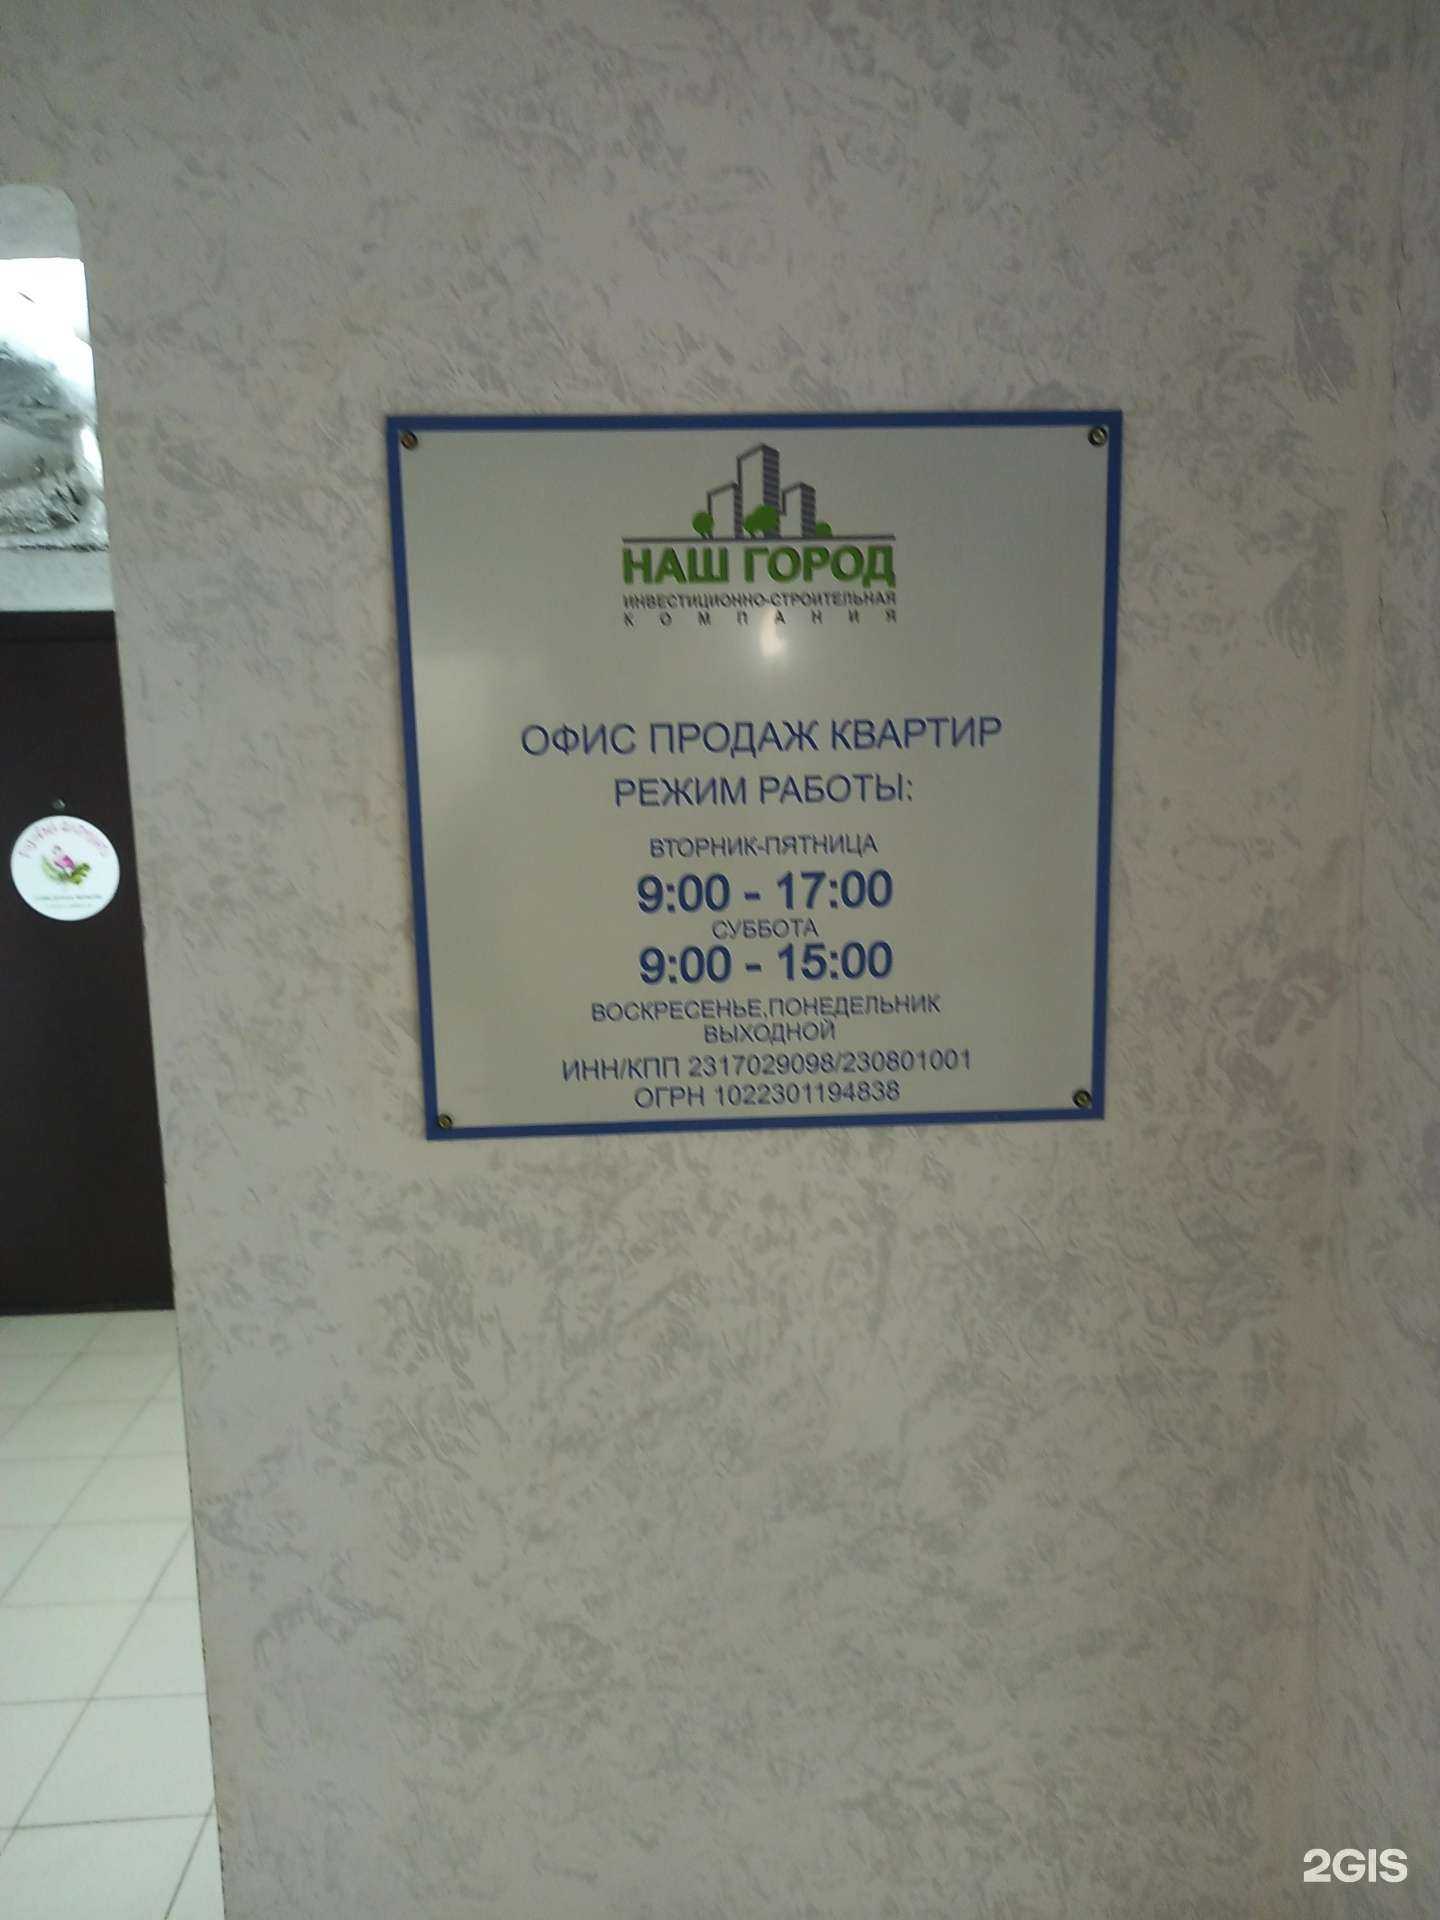 НАШ ГОРОД
ИНВЕСТИЦИОННО-СТРОИТЕЛЬНАЯ
КОМПАНИЯ
ОФИС ПРОДАЖ КВАРТИР
РЕЖИМ РАБОТЫ:
ВТОРНИК-ПЯТНИЦА
9:00 - 17:00
СУББОТА
9:00 - 15:00
ВОСКРЕСЕНЬЕ,ПОНЕДЕЛЬНИК
ВЫХОДНОЙ
ИНН/КПП 2317029098/230801001
ОГРН 1022301194838
2GIS